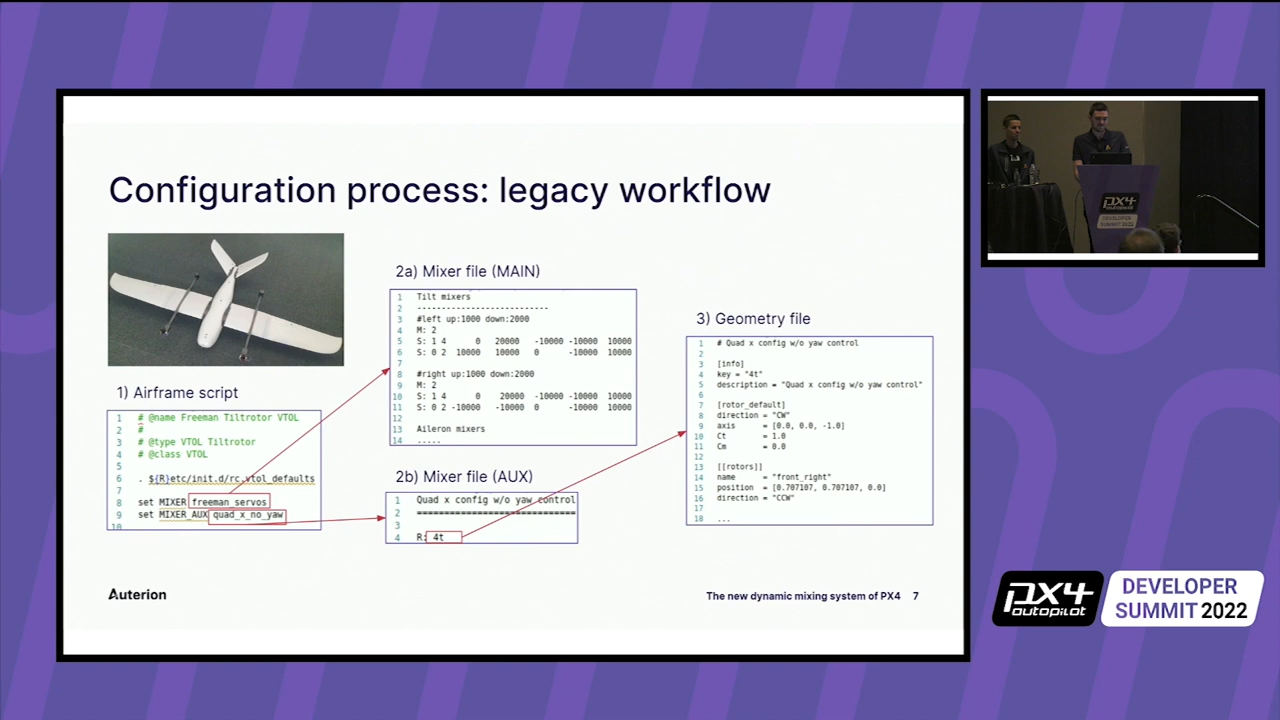 Configuration process: legacy workflow
1) Airframe script
1 # @name Freeman Tiltrotor VTOL
2 #
3 # @type VTOL Tiltrotor
4 # @class VTOL
5
6 . ${R}etc/init.d/rc.vtol_defaults
7
8 set MIXER freeman_servos
9 set MIXER_AUX quad_x_no_yaw
10
2a) Mixer file (MAIN)
1 Tilt mixers
2 ---------------------------
3 #left up:1000 down:2000
4 M: 2
5 S: 1 4 0 20000 -10000 -10000 10000
6 S: 0 2 10000 10000 0 -10000 10000
7
8 #right up:1000 down:2000
9 M: 2
10 S: 1 4 0 20000 -10000 -10000 10000
11 S: 0 2 -10000 -10000 0 -10000 10000
12
13 Aileron mixers
14 .....
2b) Mixer file (AUX)
1 Quad x config w/o yaw control
2 =============================
3
4 R: 4t
3) Geometry file
1 # Quad x config w/o yaw control
2
3 [info]
4 key = "4t"
5 description = "Quad x config w/o yaw control"
6
7 [rotor_default]
8 direction = "CW"
9 axis = [0.0, 0.0, -1.0]
10 Ct = 1.0
11 Cm = 0.0
12
13 [[rotors]]
14 name = "front_right"
15 position = [0.707107, 0.707107, 0.0]
16 direction = "CCW"
17
18 ...
Auterion
The new dynamic mixing system of PX4 7
PX4
autopilot
DEVELOPER
SUMMIT 2022
PX4
autopilot
DEVELOPER
SUMMIT 2022